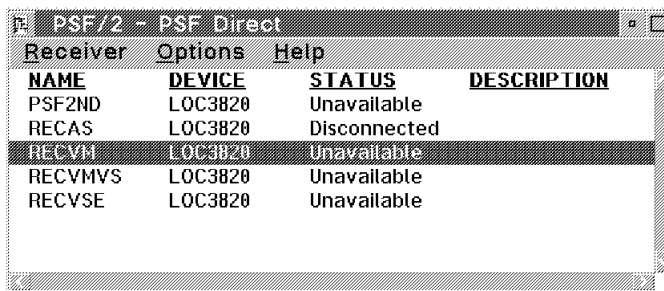 PSF/2 - PSF Direct
Receiver Options Help
NAME DEVICE STATUS DESCRIPTION
PSF2ND LOC3820 Unavailable
RECAS LOC3820 Disconnected
RECVM LOC3820 Unavailable
RECVMVS LOC3820 Unavailable
RECVSE LOC3820 Unavailable